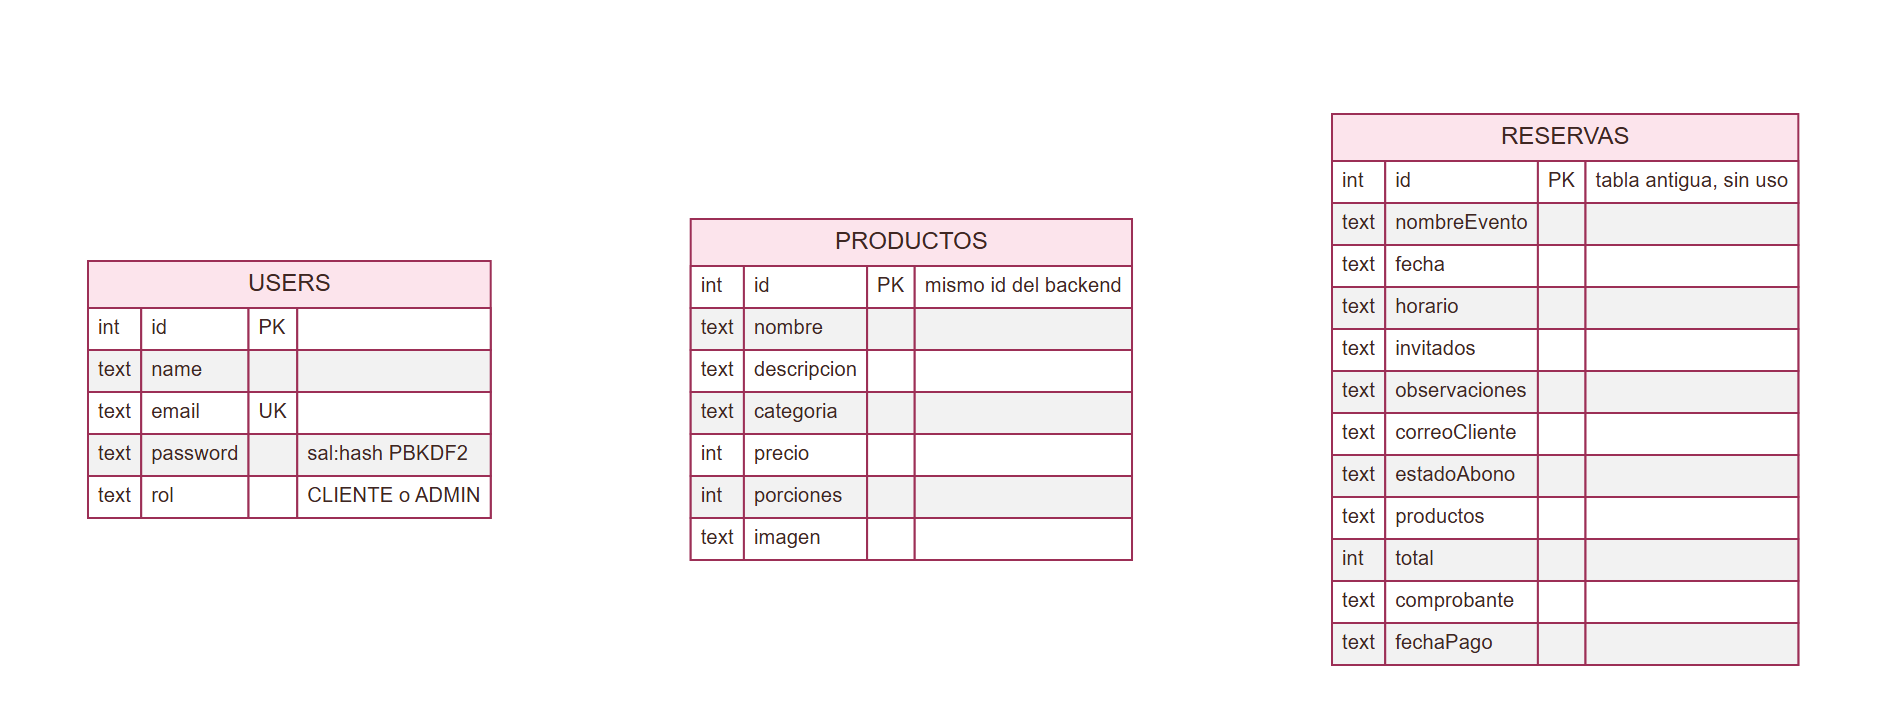 USERS
int id PK
text name
text email UK
text password sal:hash PBKDF2
text rol CLIENTE o ADMIN
PRODUCTOS
int id PK mismo id del backend
text nombre
text descripcion
text categoria
int precio
int porciones
text imagen
RESERVAS
int id PK tabla antigua, sin uso
text nombreEvento
text fecha
text horario
text invitados
text observaciones
text correoCliente
text estadoAbono
text productos
int total
text comprobante
text fechaPago